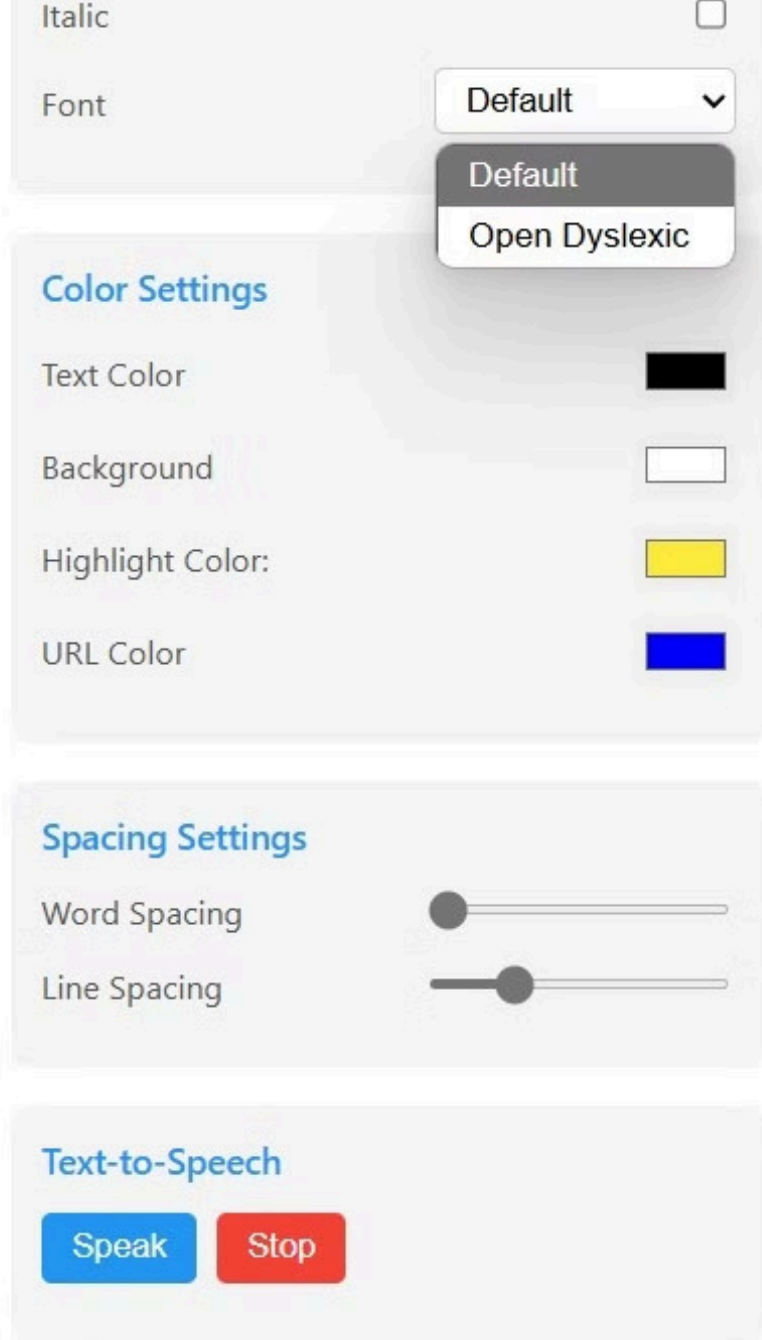 Italic
Font Default
Default
Open Dyslexic
Color Settings
Text Color
Background
Highlight Color:
URL Color
Spacing Settings
Word Spacing
Line Spacing
Text-to-Speech
Speak Stop